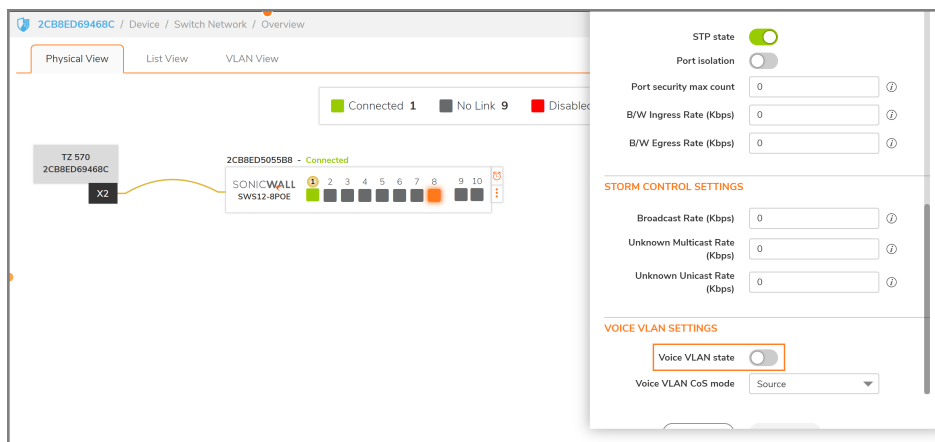 2CB8ED69468C / Device / Switch Network / Overview
Physical View
List View
VLAN View
Connected 1
No Link 9
Disabled
TZ 570
2CB8ED69468C
X2
2CB8ED5055B8 - Connected
SONICWALL
SWS12-8POE
1 2 3 4 5 6 7 8 9 10
STP state
Port isolation
Port security max count 0
B/W Ingress Rate (Kbps) 0
B/W Egress Rate (Kbps) 0
STORM CONTROL SETTINGS
Broadcast Rate (Kbps) 0
Unknown Multicast Rate
(Kbps) 0
Unknown Unicast Rate
(Kbps) 0
VOICE VLAN SETTINGS
Voice VLAN state
Voice VLAN CoS mode Source